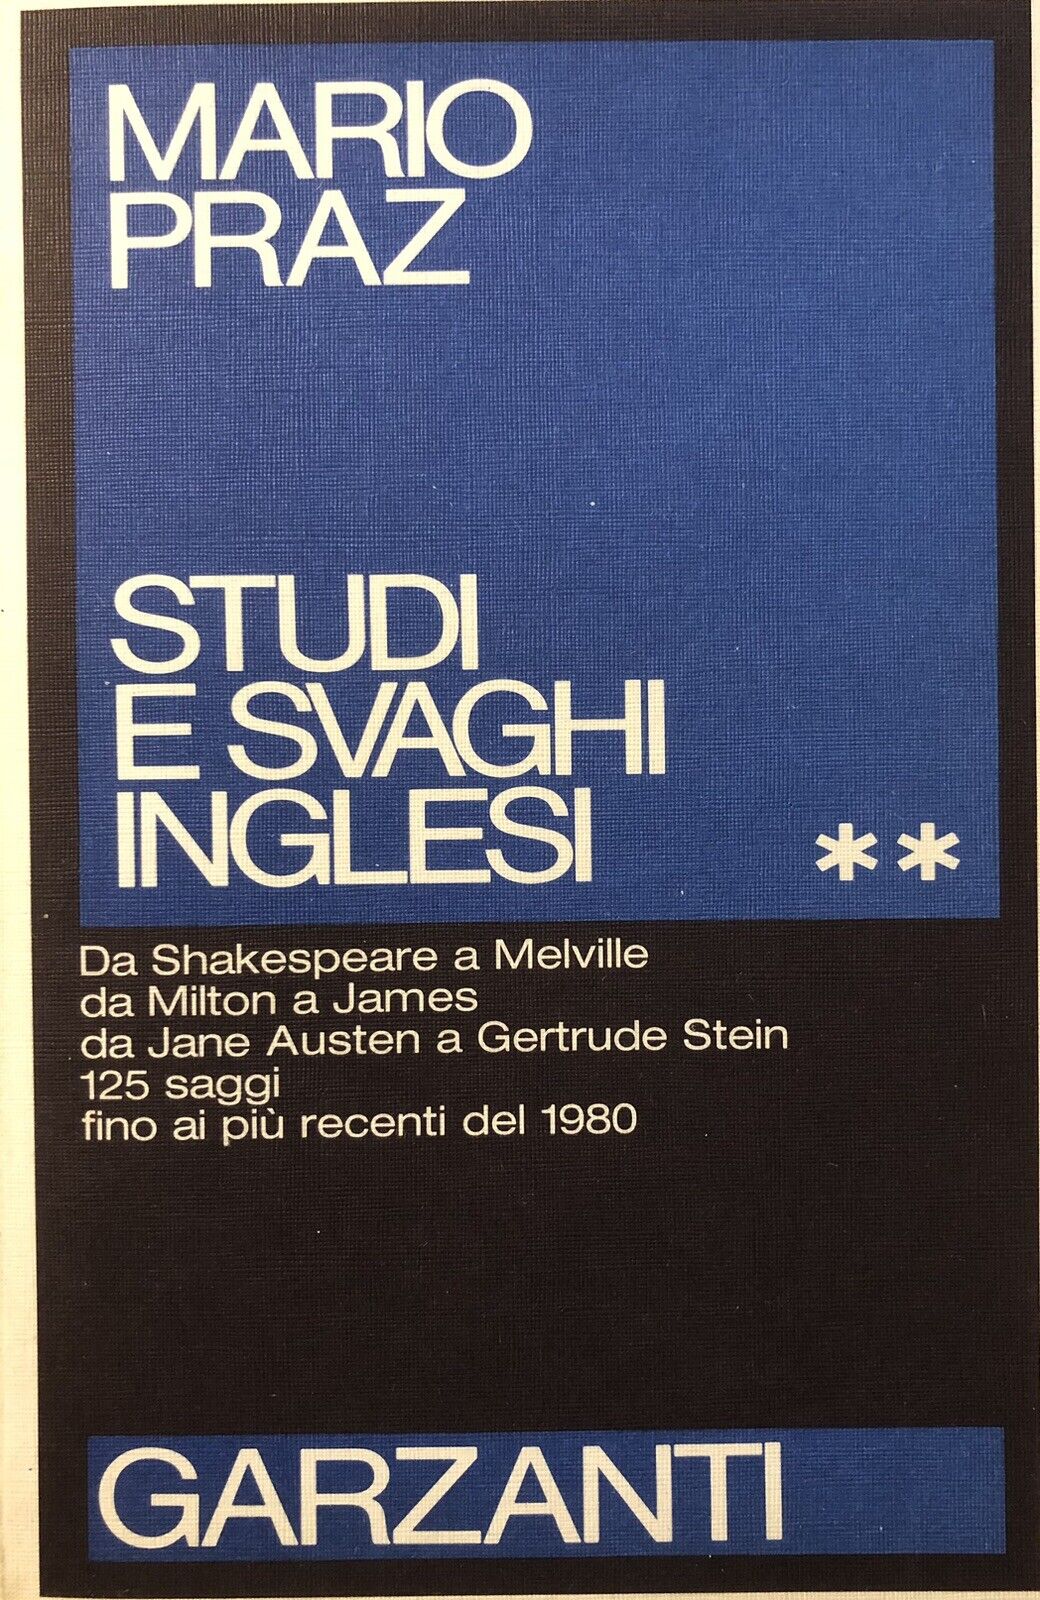 MARIO
PRAZ
STUDI
E SVAGHI
INGLESI **
Da Shakespeare a Melville
da Milton a James
da Jane Austen a Gertrude Stein
125 saggi
fino ai più recenti del 1980
GARZANTI